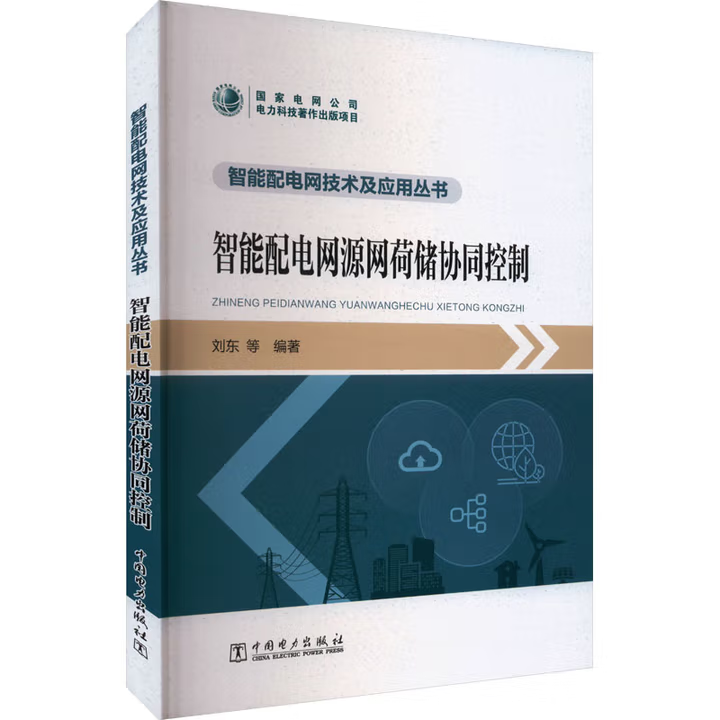 国家电网公司
电力科技著作出版项目
智能配电网技术及应用丛书
智能配电网源网荷储协同控制
ZHINENG PEIDIANWANG YUANWANGHECHU XIETONG KONGZHI
刘东 等 编著
中国电力出版社
CHINA ELECTRIC POWER PRESS
智能配电网技术及应用丛书
智能配电网源网荷储协同控制
中国电力出版社